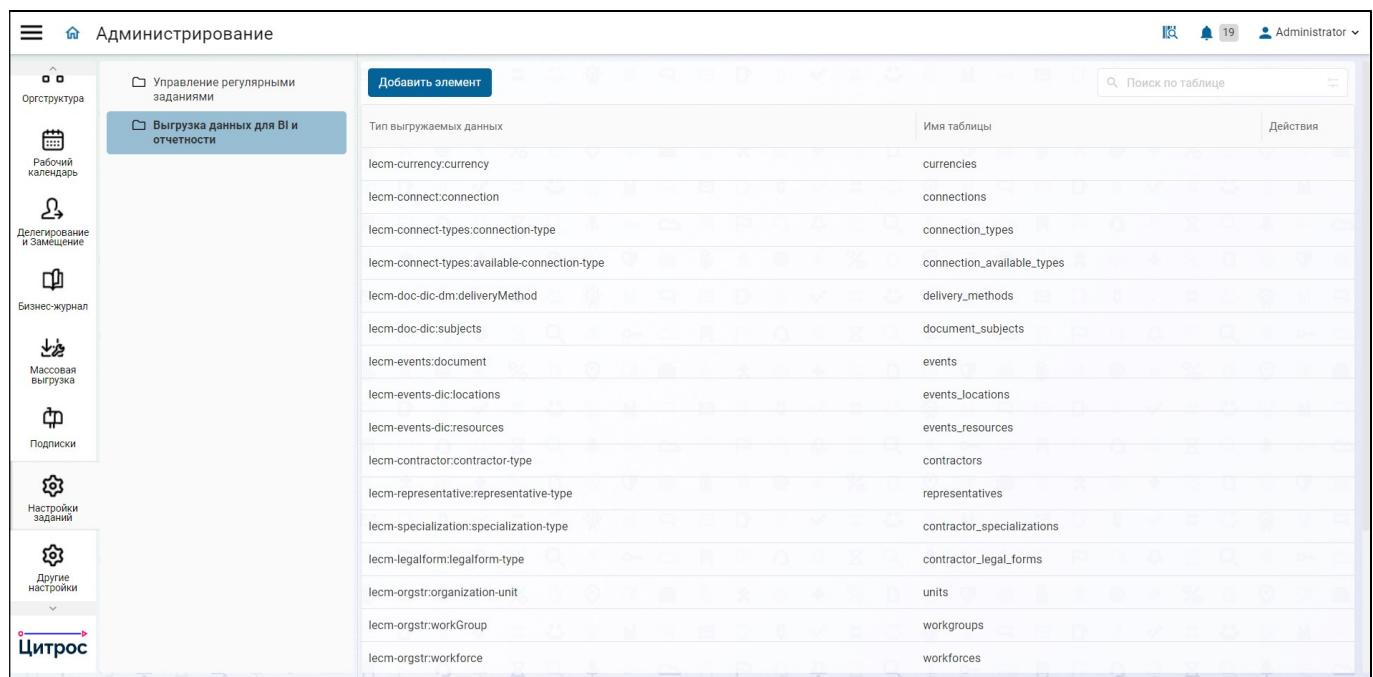 Администрирование
19
Administrator
Оргструктура
Рабочий
календарь
Делегирование
и Замещение
Бизнес-журнал
Массовая
выгрузка
Подписки
Настройки
заданий
Другие
настройки
Цитрос
Управление регулярными
заданиями
Выгрузка данных для BI и
отчетности
Добавить элемент
Поиск по таблице
Тип выгружаемых данных Имя таблицы Действия
lecm-currency:currency currencies
lecm-connect:connection connections
lecm-connect-types:connection-type connection_types
lecm-connect-types:available-connection-type connection_available_types
lecm-doc-dic-dm:deliveryMethod delivery_methods
lecm-doc-dic:subjects document_subjects
lecm-events:document events
lecm-events-dic:locations events_locations
lecm-events-dic:resources events_resources
lecm-contractor:contractor-type contractors
lecm-representative:representative-type representatives
lecm-specialization:specialization-type contractor_specializations
lecm-legalform:legalform-type contractor_legal_forms
lecm-orgstr:organization-unit units
lecm-orgstr:workGroup workgroups
lecm-orgstr:workforce workforces